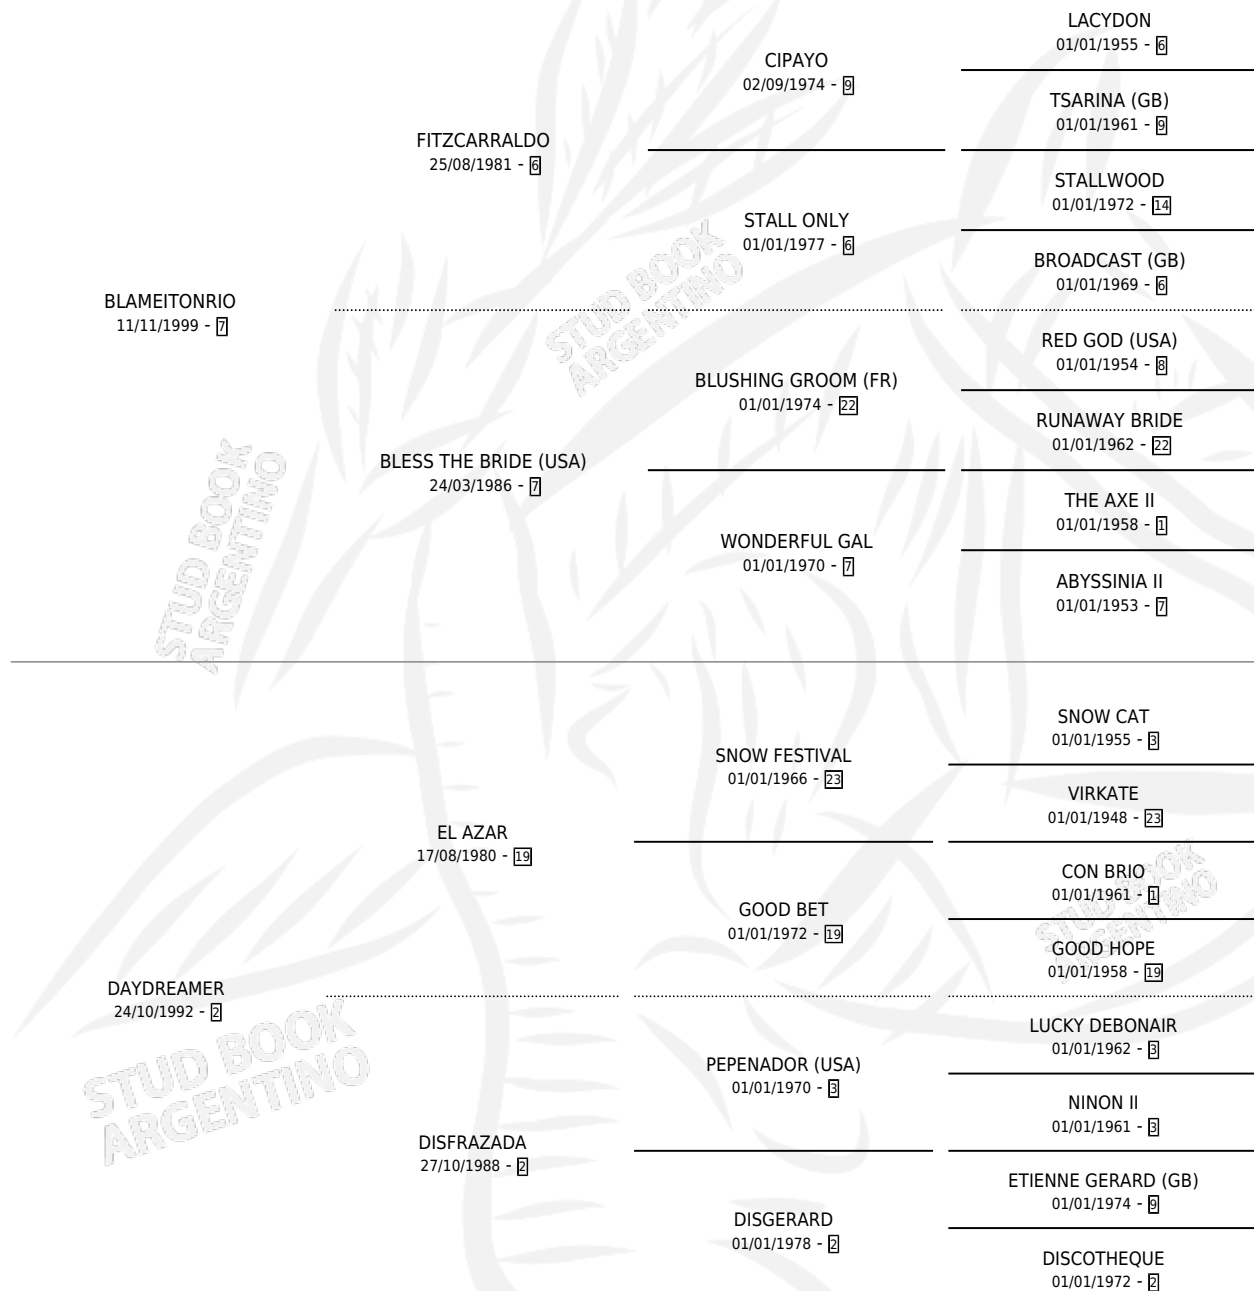 BLAMEITONRIO
11/11/1999 - 7
FITZCARRALDO
25/08/1981 - 6
BLESS THE BRIDE (USA)
24/03/1986 - 7
CIPAYO
02/09/1974 - 9
STALL ONLY
01/01/1977 - 6
BLUSHING GROOM (FR)
01/01/1974 - 22
WONDERFUL GAL
01/01/1970 - 7
LACYDON
01/01/1955 - 6
TSARINA (GB)
01/01/1961 - 9
STALLWOOD
01/01/1972 - 14
BROADCAST (GB)
01/01/1969 - 6
RED GOD (USA)
01/01/1954 - 8
RUNAWAY BRIDE
01/01/1962 - 22
THE AXE II
01/01/1958 - 1
ABYSSINIA II
01/01/1953 - 7
DAYDREAMER
24/10/1992 - 2
EL AZAR
17/08/1980 - 19
DISFRAZADA
27/10/1988 - 2
SNOW FESTIVAL
01/01/1966 - 23
GOOD BET
01/01/1972 - 19
PEPENADOR (USA)
01/01/1970 - 3
DISGERARD
01/01/1978 - 2
SNOW CAT
01/01/1955 - 3
VIRKATE
01/01/1948 - 23
CON BRIO
01/01/1961 - 1
GOOD HOPE
01/01/1958 - 19
LUCKY DEBONAIR
01/01/1962 - 3
NINON II
01/01/1961 - 3
ETIENNE GERARD (GB)
01/01/1974 - 9
DISCOTHEQUE
01/01/1972 - 2
STUD BOOK
ARGENTINO
STUD BOOK
ARGENTINO
STUD BOOK
ARGENTINO
STUD BOOK
ARGENTINO